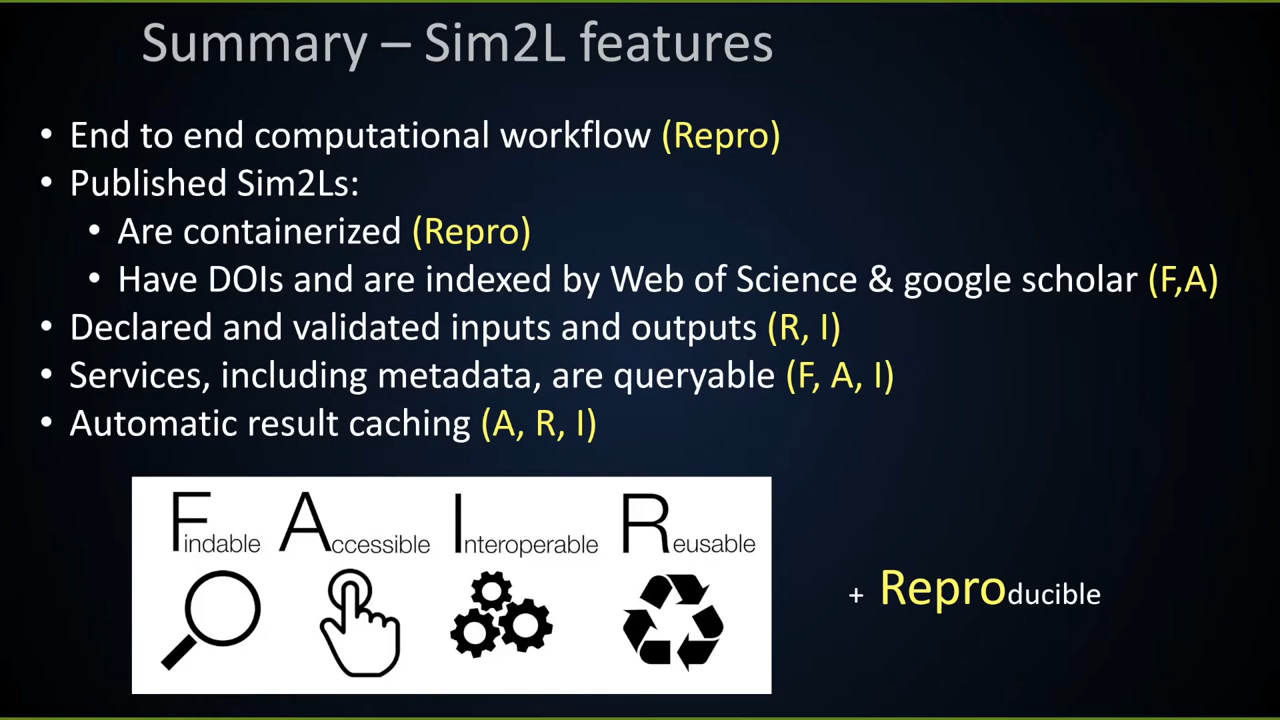 Summary – Sim2L features
• End to end computational workflow (Repro)
• Published Sim2Ls:
• Are containerized (Repro)
• Have DOIs and are indexed by Web of Science & google scholar (F,A)
• Declared and validated inputs and outputs (R, I)
• Services, including metadata, are queryable (F, A, I)
• Automatic result caching (A, R, I)
Findable Accessible Interoperable Reusable
+ Reproducible